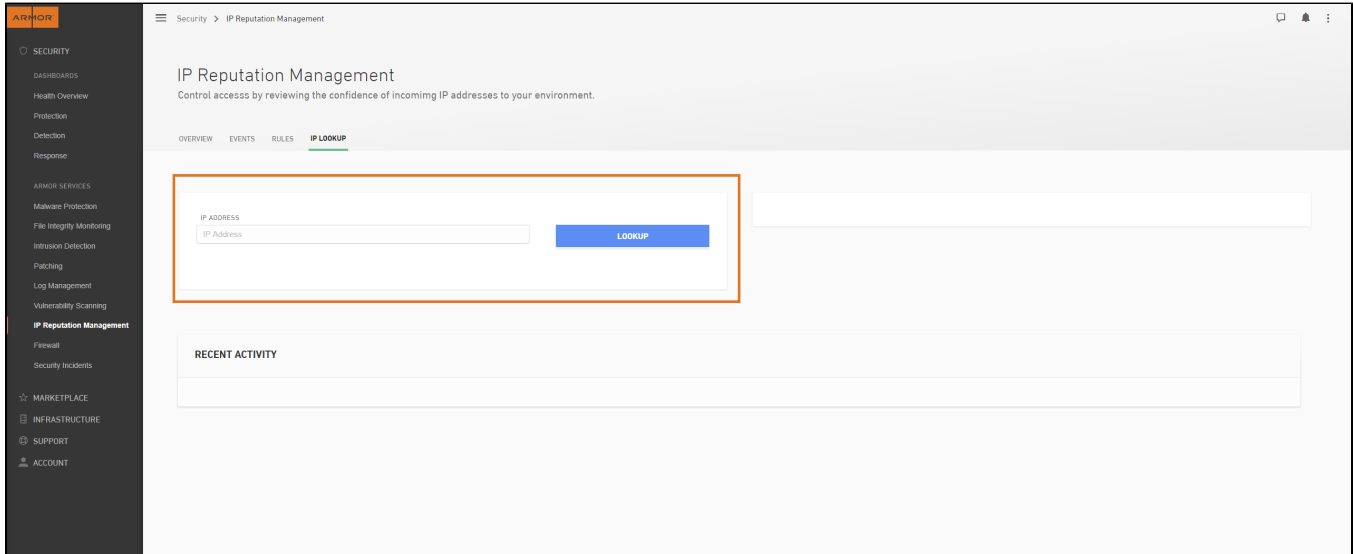 ARMOR
Security > IP Reputation Management
SECURITY
DASHBOARDS
Health Overview
Protection
Detection
Response
ARMOR SERVICES
Malware Protection
File Integrity Monitoring
Intrusion Detection
Patching
Log Management
Vulnerability Scanning
IP Reputation Management
Firewall
Security Incidents
MARKETPLACE
INFRASTRUCTURE
SUPPORT
ACCOUNT
IP Reputation Management
Control accesss by reviewing the confidence of incomimg IP addresses to your environment.
OVERVIEW EVENTS RULES IP LOOKUP
IP ADDRESS
IP Address
LOOKUP
RECENT ACTIVITY